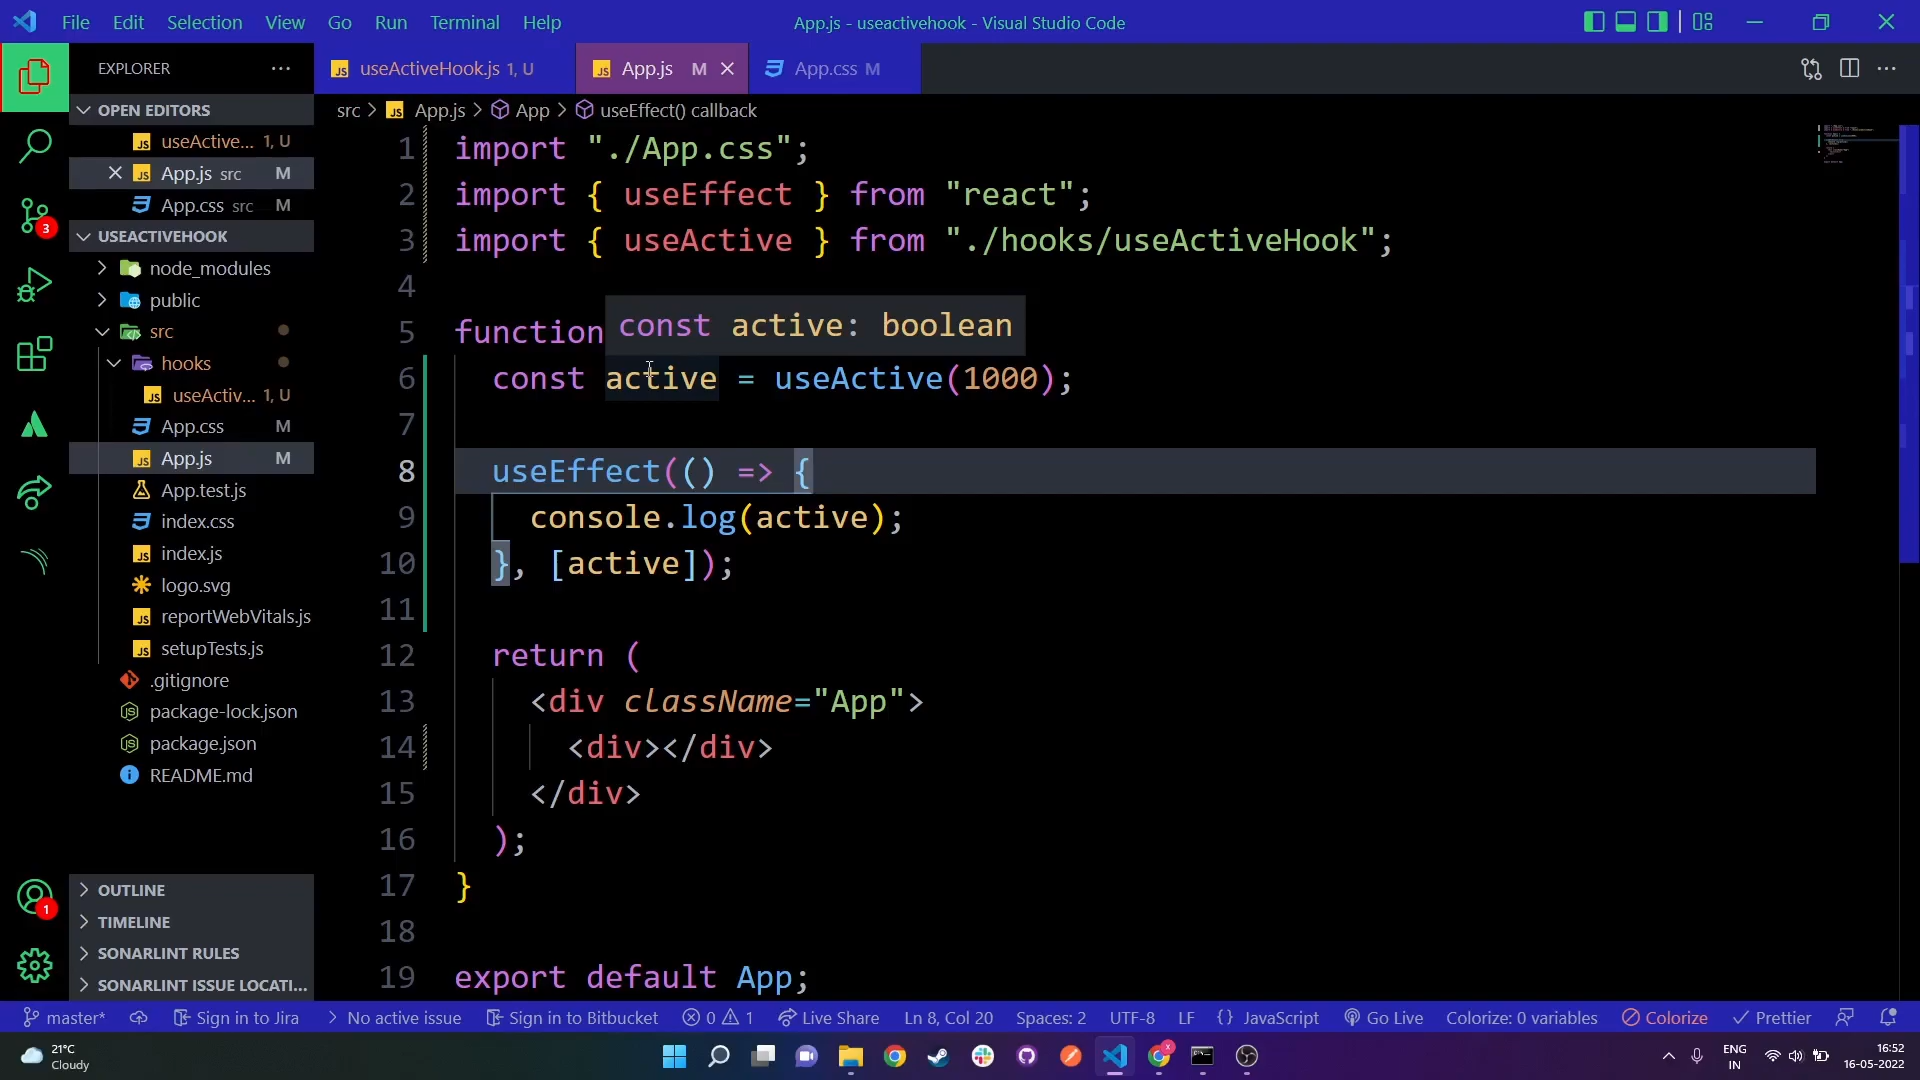 File Edit Selection View Go Run Terminal Help
App.js - useactivehook - Visual Studio Code
EXPLORER
useActiveHook.js 1, U
App.js M
App.css M
OPEN EDITORS
useActive... 1, U
App.js src M
App.css src M
USEACTIVEHOOK
node_modules
public
src
hooks
useActiv... 1, U
App.css M
App.js M
App.test.js
index.css
index.js
logo.svg
reportWebVitals.js
setupTests.js
.gitignore
package-lock.json
package.json
README.md
OUTLINE
TIMELINE
SONARLINT RULES
SONARLINT ISSUE LOCATI...
3
1
src > App.js > App > useEffect() callback
1 import "./App.css";
2 import { useEffect } from "react";
3 import { useActive } from "./hooks/useActiveHook";
4
5 function
const active: boolean
6 const active = useActive(1000);
7
8 useEffect(() => {
9 console.log(active);
10 }, [active]);
11
12 return (
13 <div className="App">
14 <div></div>
15 </div>
16 );
17 }
18
19 export default App;
master* Sign in to Jira No active issue Sign in to Bitbucket 0 1 Live Share Ln 8, Col 20 Spaces: 2 UTF-8 LF {} JavaScript Go Live Colorize: 0 variables Colorize Prettier
21°C
Cloudy
ENG
IN
16:52
16-05-2022